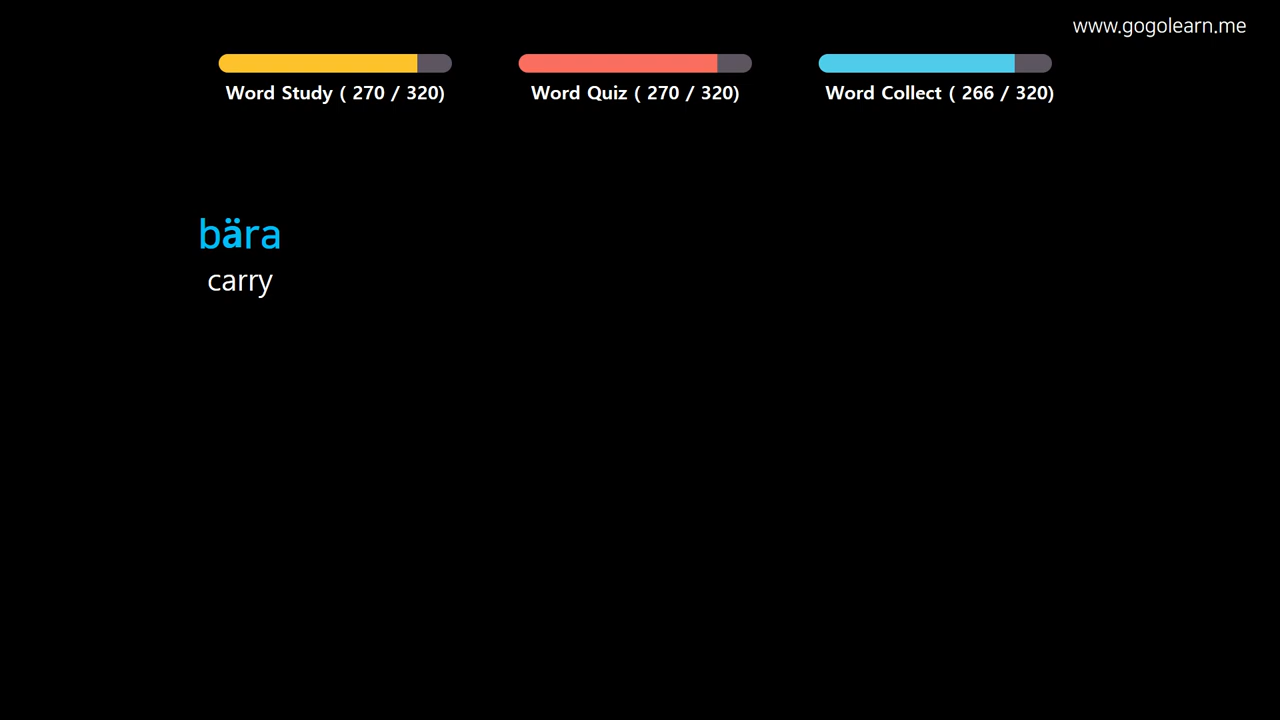 www.gogolearn.me
Word Study ( 270 / 320)
Word Quiz ( 270 / 320)
Word Collect ( 266 / 320)
bära
carry